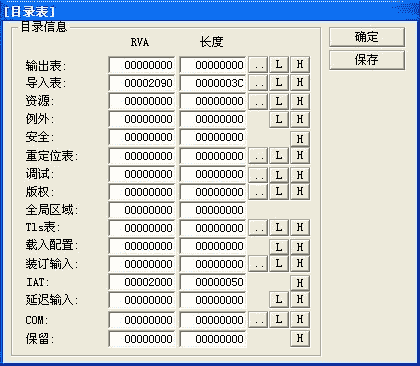 [目录表]
目录信息
RVA 长度
确定
保存
输出表: 00000000 00000000 .. L H
导入表: 00002090 0000003C .. L H
资源: 00000000 00000000 .. L H
例外: 00000000 00000000 L H
安全: 00000000 00000000 H
重定位表: 00000000 00000000 .. L H
调试: 00000000 00000000 .. L H
版权: 00000000 00000000 .. L H
全局区域: 00000000 00000000
Tls表: 00000000 00000000 .. L H
载入配置: 00000000 00000000 L H
装订输入: 00000000 00000000 .. L H
IAT: 00002000 00000050 H
延迟输入: 00000000 00000000 L H
COM: 00000000 00000000 .. L H
保留: 00000000 00000000 H